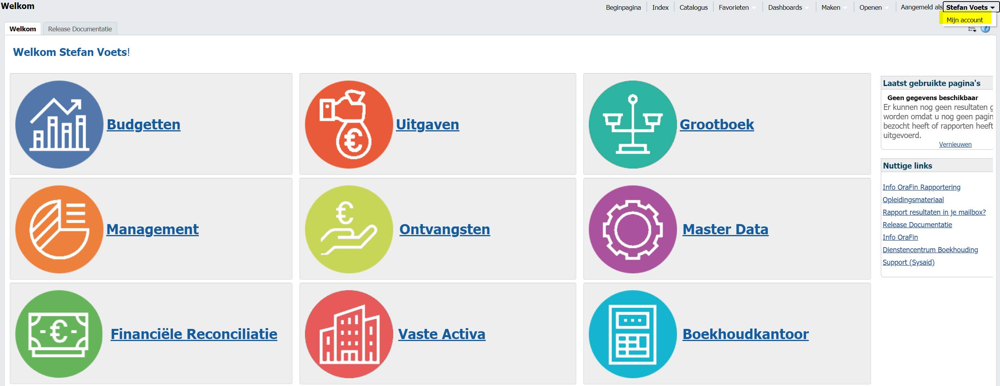 Welkom
Beginpagina Index Catalogus Favorieten Dashboards Maken Openen Aangemeld als Stefan Voets
Mijn account
Welkom Release Documentatie
Welkom Stefan Voets!
Budgetten
Uitgaven
Grootboek
Management
Ontvangsten
Master Data
Financiële Reconciliatie
Vaste Activa
Boekhoudkantoor
Laatst gebruikte pagina's
Geen gegevens beschikbaar
Er kunnen nog geen resultaten g
worden omdat u nog geen pagin
bezocht heeft of rapporten heeft
uitgevoerd.
Vernieuwen
Nuttige links
Info OraFin Rapportering
Opleidingsmateriaal
Rapport resultaten in je mailbox?
Release Documentatie
Info OraFin
Dienstencentrum Boekhouding
Support (Sysaid)